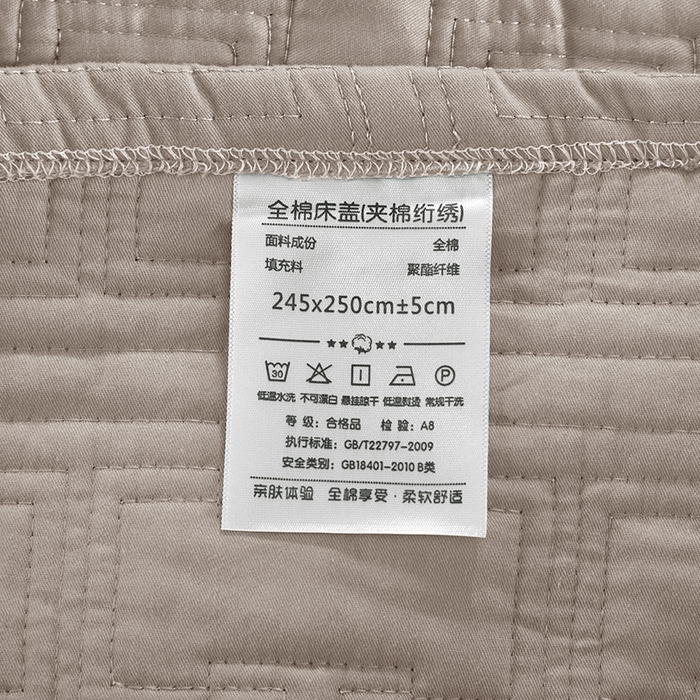 全棉床盖(夹棉绗绣)
面料成份 全棉
填充料 聚酯纤维
245x250cm±5cm
30 P
低温水洗 不可漂白 悬挂晾干 低温熨烫 常规干洗
等 级：合格品 检 验：A8
执行标准：GB/T22797-2009
安全类别：GB18401-2010 B类
亲肤体验 全棉享受·柔软舒适